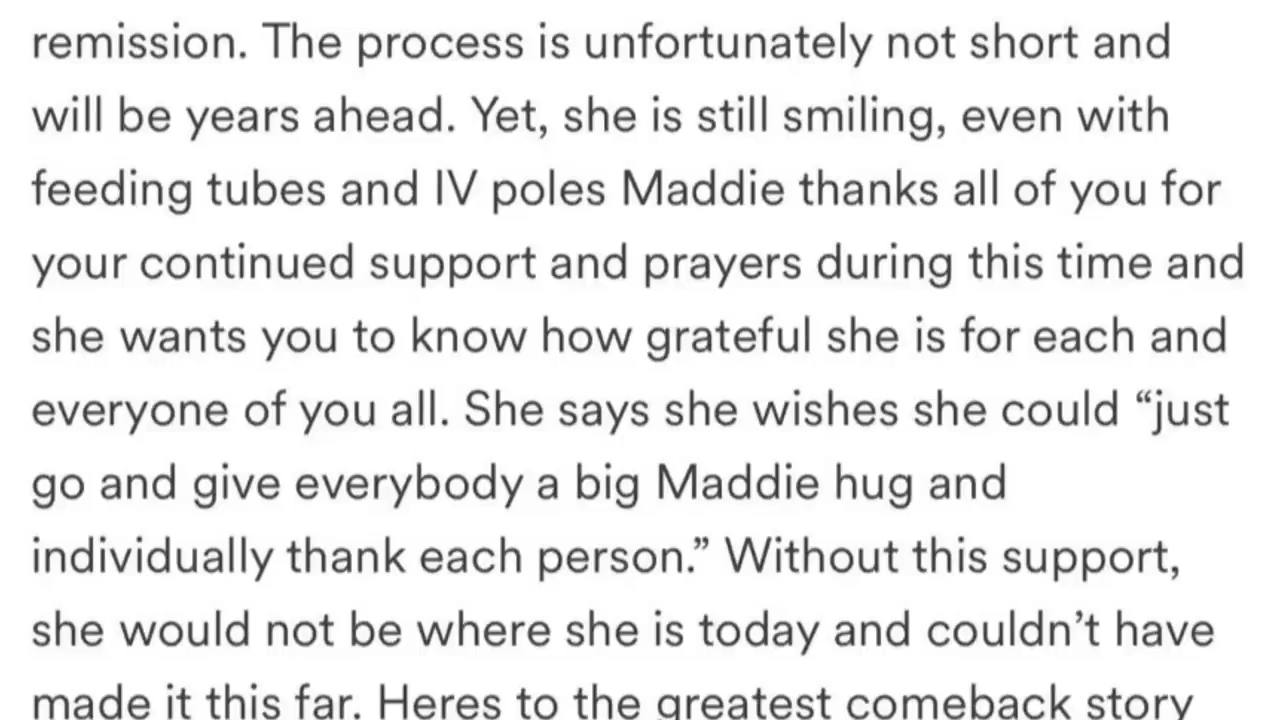 remission. The process is unfortunately not short and
will be years ahead. Yet, she is still smiling, even with
feeding tubes and IV poles Maddie thanks all of you for
your continued support and prayers during this time and
she wants you to know how grateful she is for each and
everyone of you all. She says she wishes she could “just
go and give everybody a big Maddie hug and
individually thank each person.” Without this support,
she would not be where she is today and couldn’t have
made it this far. Heres to the greatest comeback story